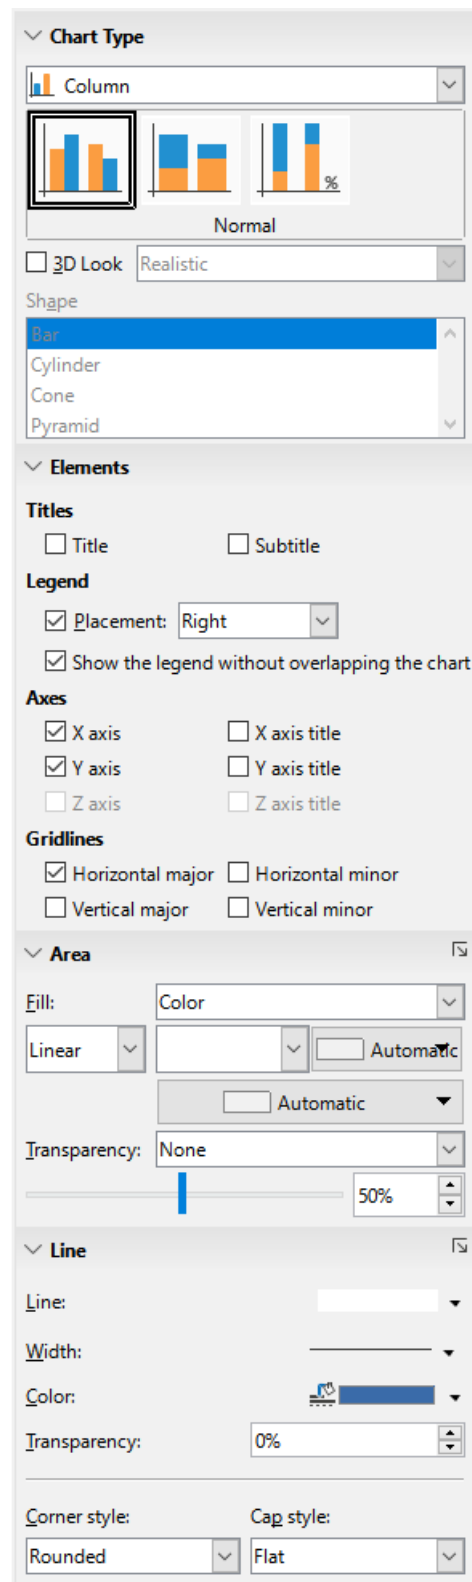 Chart Type
Column
%
Normal
3D Look Realistic
Shape
Bar
Cylinder
Cone
Pyramid
Elements
Titles
Title Subtitle
Legend
Placement: Right
Show the legend without overlapping the chart
Axes
X axis X axis title
Y axis Y axis title
Z axis Z axis title
Gridlines
Horizontal major Horizontal minor
Vertical major Vertical minor
Area
Fill: Color
Linear Automatic
Automatic
Transparency: None
50%
Line
Line:
Width:
Color:
Transparency: 0%
Corner style: Cap style:
Rounded Flat